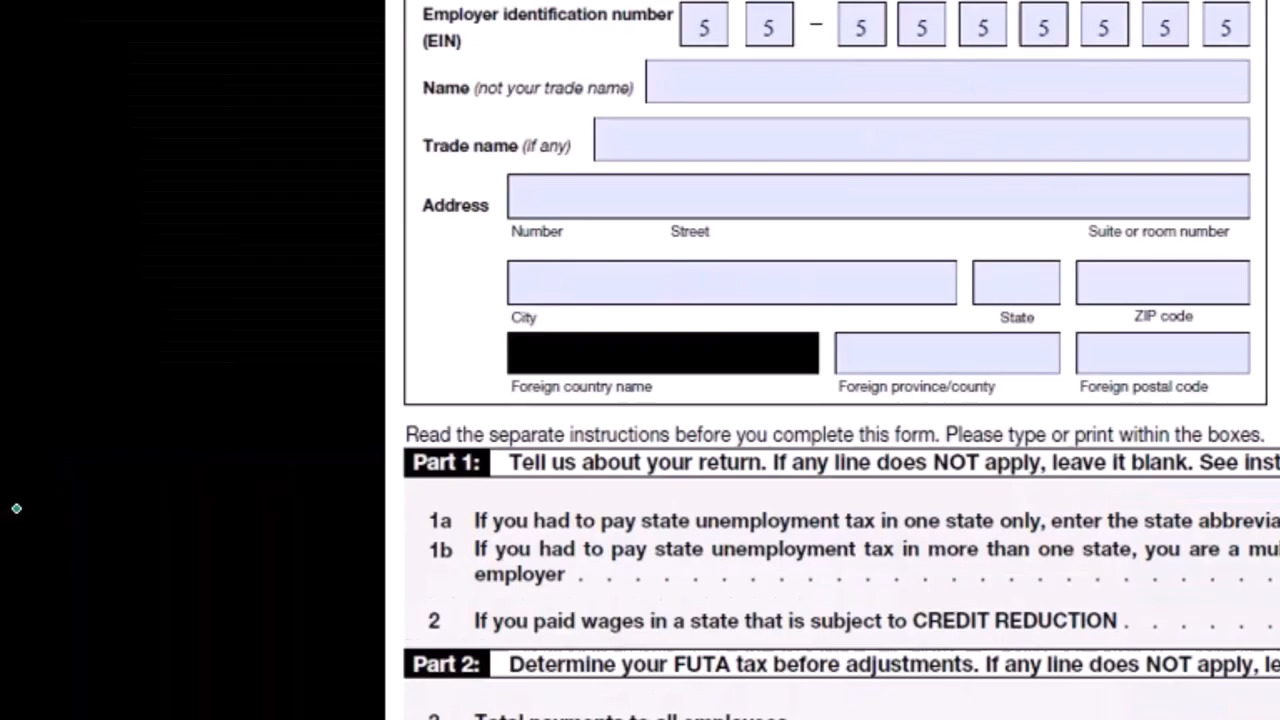 Employer identification number (EIN) 5 5 – 5 5 5 5 5 5 5
Name (not your trade name)
Trade name (if any)
Address
Number Street Suite or room number
City State ZIP code
Foreign country name Foreign province/county Foreign postal code
Read the separate instructions before you complete this form. Please type or print within the boxes.
Part 1: Tell us about your return. If any line does NOT apply, leave it blank. See inst
1a If you had to pay state unemployment tax in one state only, enter the state abbrevia
1b If you had to pay state unemployment tax in more than one state, you are a mul
employer . . . . . . . . . . . . . . . . . . . . . . . . .
2 If you paid wages in a state that is subject to CREDIT REDUCTION . . . . . .
Part 2: Determine your FUTA tax before adjustments. If any line does NOT apply, le
3 Total payments to all employees